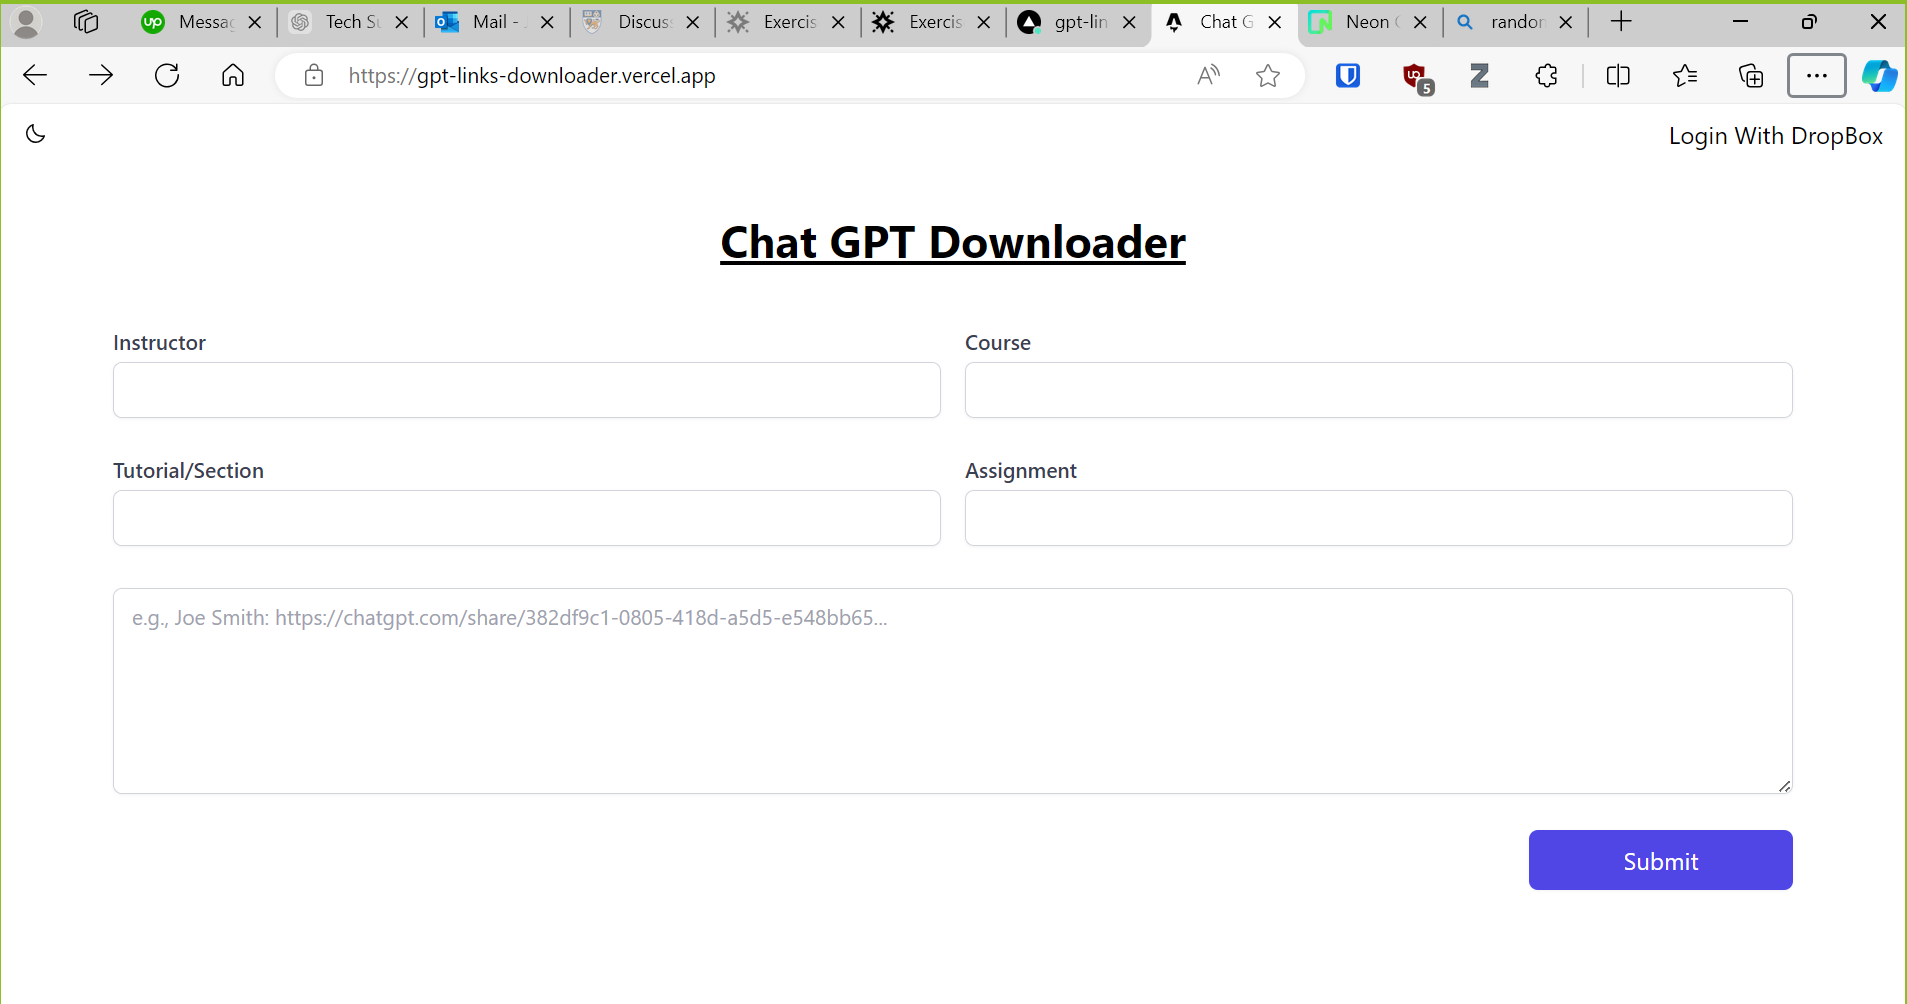 up Messag Tech Su Mail - Discuss Exercis Exercis gpt-lin Chat G Neon random
https://gpt-links-downloader.vercel.app
5
Login With DropBox
Chat GPT Downloader
Instructor
Course
Tutorial/Section
Assignment
e.g., Joe Smith: https://chatgpt.com/share/382df9c1-0805-418d-a5d5-e548bb65...
Submit